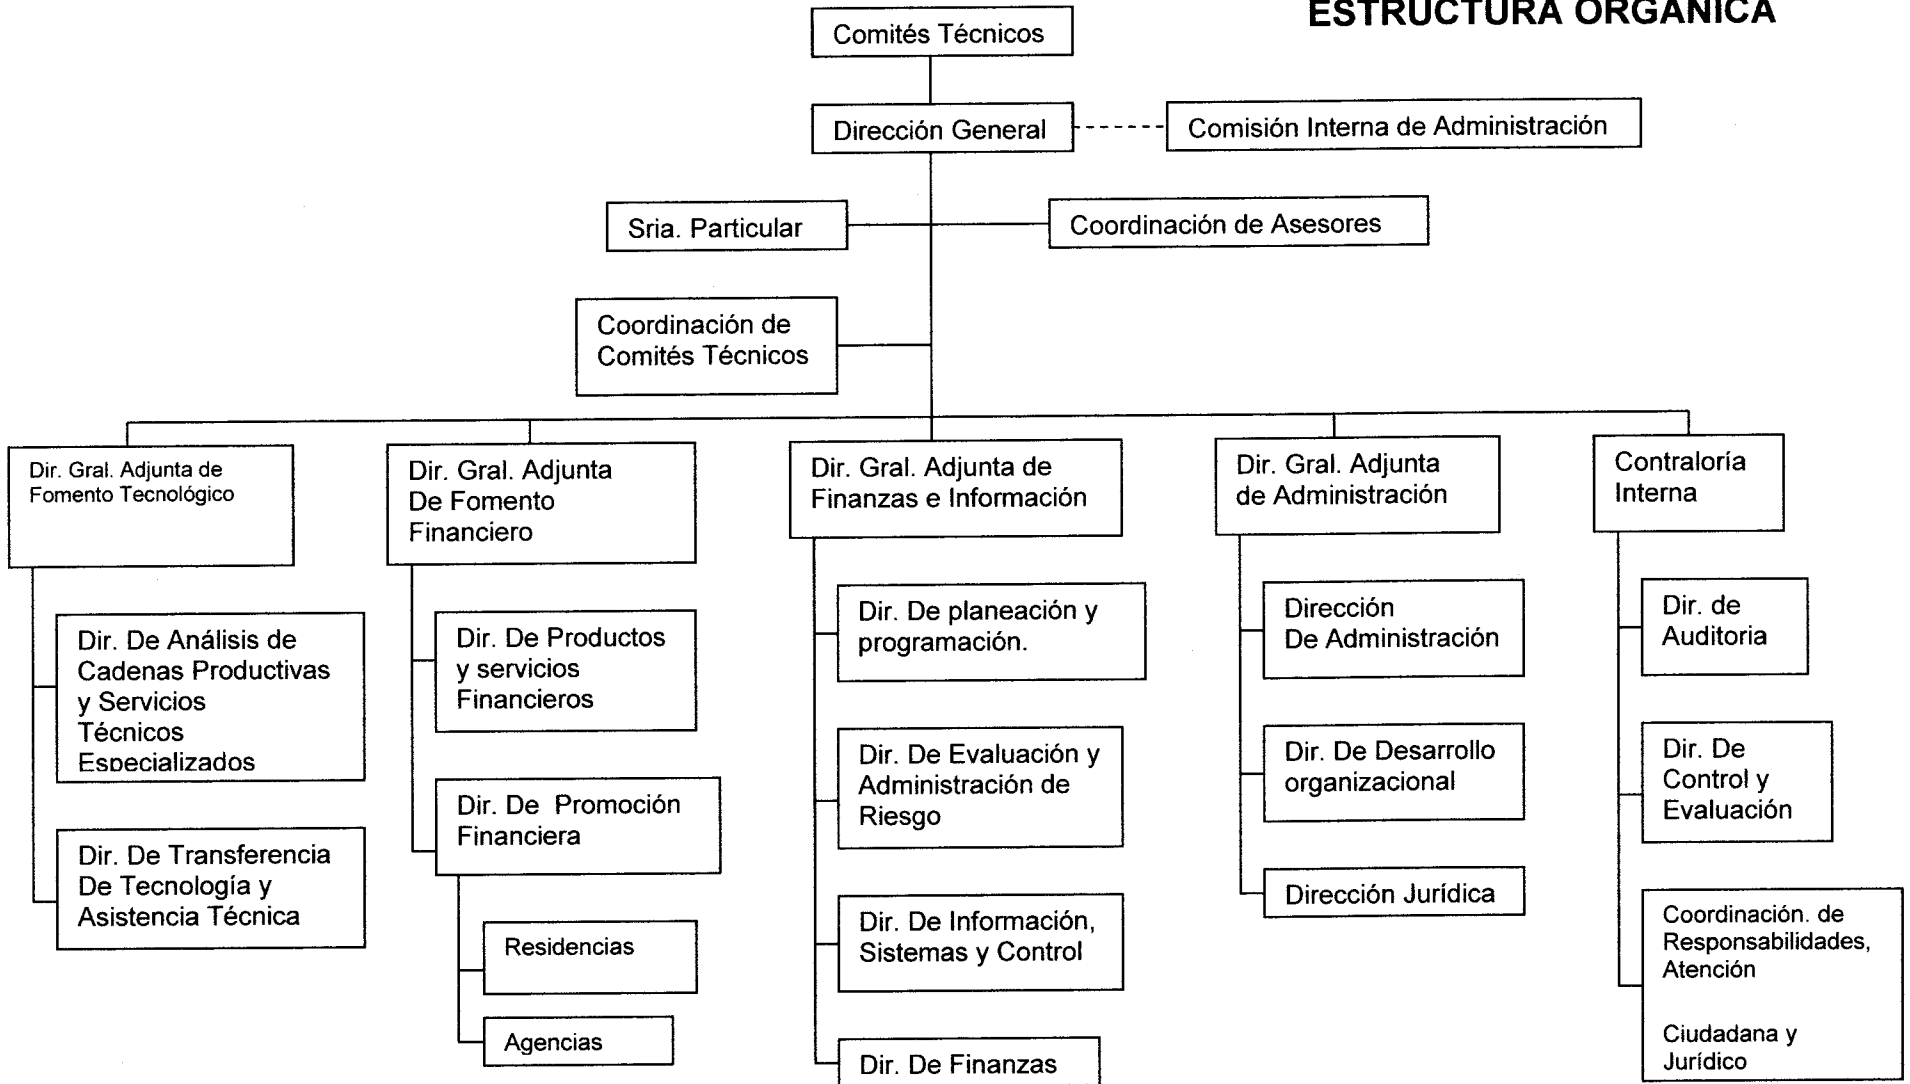 ESTRUCTURA ORGÁNICA
Comités Técnicos
Dirección General
Comisión Interna de Administración
Sria. Particular
Coordinación de Asesores
Coordinación de
Comités Técnicos
Dir. Gral. Adjunta de
Fomento Tecnológico
Dir. De Análisis de
Cadenas Productivas
y Servicios
Técnicos
Especializados
Dir. De Transferencia
De Tecnología y
Asistencia Técnica
Dir. Gral. Adjunta
De Fomento
Financiero
Dir. De Productos
y servicios
Financieros
Dir. De Promoción
Financiera
Residencias
Agencias
Dir. Gral. Adjunta de
Finanzas e Información
Dir. De planeación y
programación.
Dir. De Evaluación y
Administración de
Riesgo
Dir. De Información,
Sistemas y Control
Dir. De Finanzas
Dir. Gral. Adjunta
de Administración
Dirección
De Administración
Dir. De Desarrollo
organizacional
Dirección Jurídica
Contraloría
Interna
Dir. de
Auditoria
Dir. De
Control y
Evaluación
Coordinación. de
Responsabilidades,
Atención
Ciudadana y
Jurídico